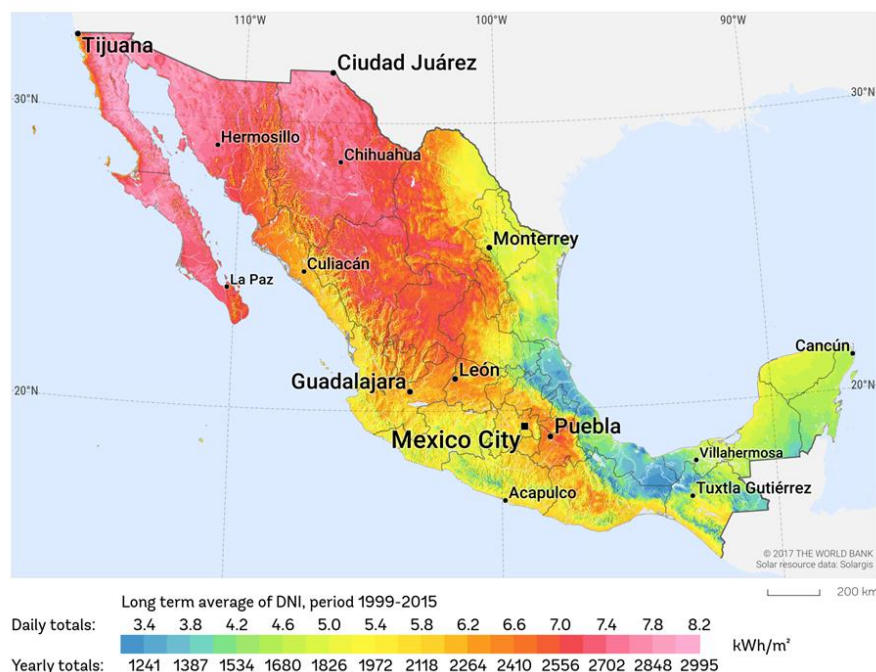 110°W 100°W 90°W
Tijuana
Ciudad Juárez
30°N 30°N
Hermosillo
Chihuahua
Monterrey
Culiacán
La Paz
Cancún
León
Guadalajara
20°N 20°N
Puebla
Mexico City
Villahermosa
Tuxtla Gutiérrez
Acapulco
© 2017 THE WORLD BANK
Solar resource data: Solargis
200 km
Long term average of DNI, period 1999-2015
Daily totals: 3.4 3.8 4.2 4.6 5.0 5.4 5.8 6.2 6.6 7.0 7.4 7.8 8.2
kWh/m²
Yearly totals: 1241 1387 1534 1680 1826 1972 2118 2264 2410 2556 2702 2848 2995